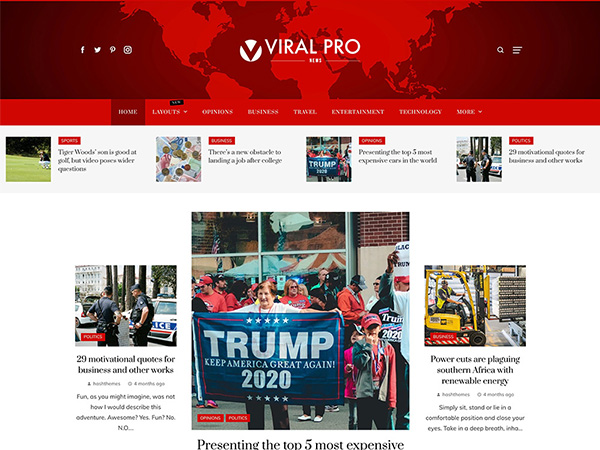 VIRAL PRO
NEWS
NEW
HOME
LAYOUTS
OPINIONS
BUSINESS
TRAVEL
ENTERTAINMENT
TECHNOLOGY
MORE
SPORTS
Tiger Woods' son is good at
golf, but video poses wider
questions
BUSINESS
There's a new obstacle to
landing a job after college
TRUMP
2020
OPINIONS
Presenting the top 5 most
expensive cars in the world
POLITICS
29 motivational quotes for
business and other works
POLICE
POLITICS
29 motivational quotes for
business and other works
hashthemes
4 months ago
Fun, as you might imagine, was not
how I would describe this
adventure. Awesome? Yes. Fun? No.
N.O....
BLACK
TRUMP
KEEP AMERICA GREAT AGAIN!
2020
OPINIONS
POLITICS
Presenting the top 5 most expensive
BUSINESS
Power cuts are plaguing
southern Africa with
renewable energy
hashthemes
4 months ago
Simply sit, stand or lie in a
comfortable position and close your
eyes. Take in a deep breath, inha...